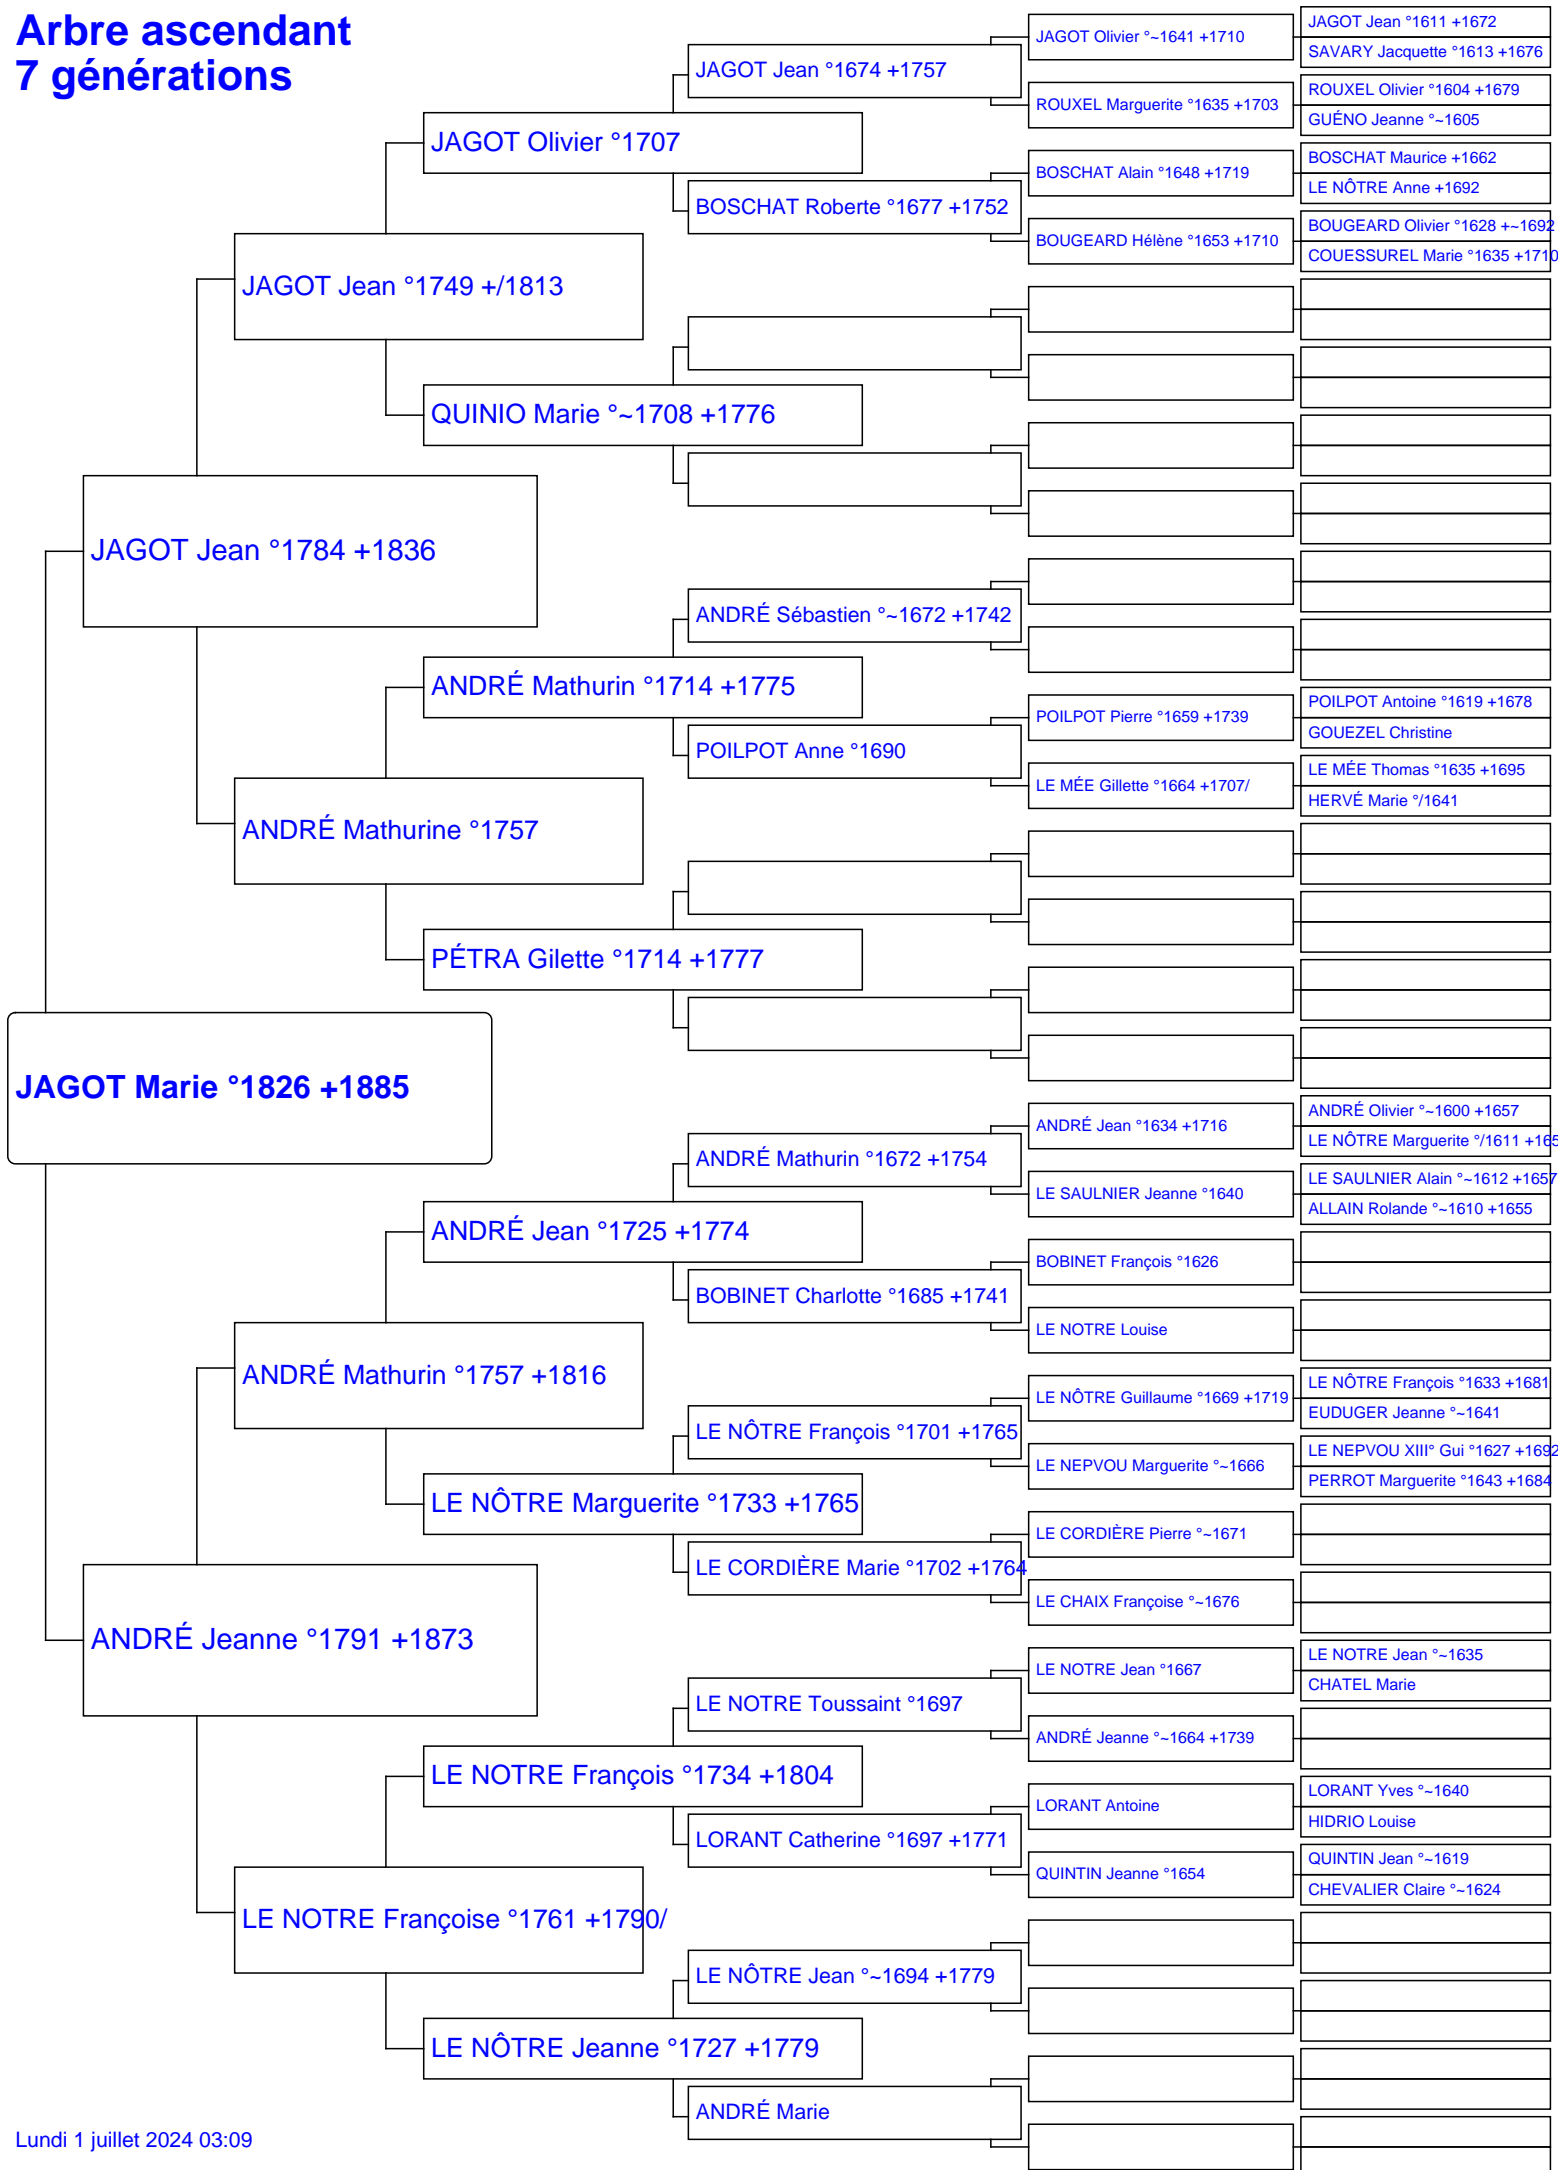 Arbre ascendant
7 générations
JAGOT Marie °1826 +1885
JAGOT Jean °1784 +1836
ANDRÉ Jeanne °1791 +1873
JAGOT Jean °1749 +/1813
ANDRÉ Mathurine °1757
ANDRÉ Mathurin °1757 +1816
LE NOTRE Françoise °1761 +1790/
JAGOT Olivier °1707
QUINIO Marie °~1708 +1776
ANDRÉ Mathurin °1714 +1775
PÉTRA Gilette °1714 +1777
ANDRÉ Jean °1725 +1774
LE NÔTRE Marguerite °1733 +1765
LE NOTRE François °1734 +1804
LE NÔTRE Jeanne °1727 +1779
JAGOT Jean °1674 +1757
BOSCHAT Roberte °1677 +1752
ANDRÉ Sébastien °~1672 +1742
POILPOT Anne °1690
ANDRÉ Mathurin °1672 +1754
BOBINET Charlotte °1685 +1741
LE NÔTRE François °1701 +1765
LE CORDIÈRE Marie °1702 +1764
LE NOTRE Toussaint °1697
LORANT Catherine °1697 +1771
LE NÔTRE Jean °~1694 +1779
ANDRÉ Marie
JAGOT Olivier °~1641 +1710
ROUXEL Marguerite °1635 +1703
BOSCHAT Alain °1648 +1719
BOUGEARD Hélène °1653 +1710
POILPOT Pierre °1659 +1739
LE MÉE Gillette °1664 +1707/
ANDRÉ Jean °1634 +1716
LE SAULNIER Jeanne °1640
BOBINET François °1626
LE NOTRE Louise
LE NÔTRE Guillaume °1669 +1719
LE NEPVOU Marguerite °~1666
LE CORDIÈRE Pierre °~1671
LE CHAIX Françoise °~1676
LE NOTRE Jean °1667
ANDRÉ Jeanne °~1664 +1739
LORANT Antoine
QUINTIN Jeanne °1654
JAGOT Jean °1611 +1672
SAVARY Jacquette °1613 +1676
ROUXEL Olivier °1604 +1679
GUÉNO Jeanne °~1605
BOSCHAT Maurice +1662
LE NÔTRE Anne +1692
BOUGEARD Olivier °1628 +~1692
COUESSUREL Marie °1635 +1710
POILPOT Antoine °1619 +1678
GOUEZEL Christine
LE MÉE Thomas °1635 +1695
HERVÉ Marie °/1641
ANDRÉ Olivier °~1600 +1657
LE NÔTRE Marguerite °/1611 +165
LE SAULNIER Alain °~1612 +1657
ALLAIN Rolande °~1610 +1655
LE NÔTRE François °1633 +1681
EUDUGER Jeanne °~1641
LE NEPVOU XIII° Gui °1627 +1692
PERROT Marguerite °1643 +1684
LE NOTRE Jean °~1635
CHATEL Marie
LORANT Yves °~1640
HIDRIO Louise
QUINTIN Jean °~1619
CHEVALIER Claire °~1624
Lundi 1 juillet 2024 03:09